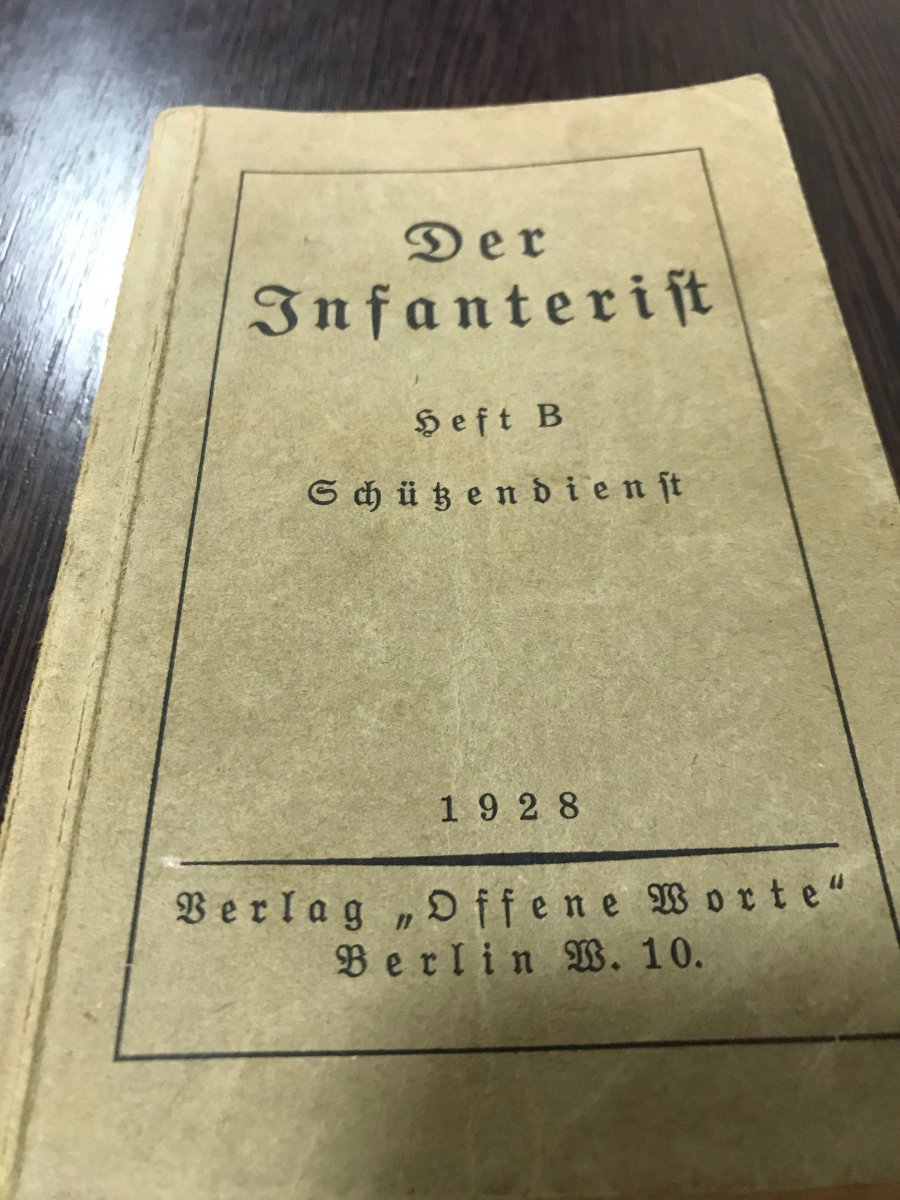 Der
Infanteriſt
Heft B
Schützendienſt
1928
Verlag „Offene Worte“
Berlin W. 10.